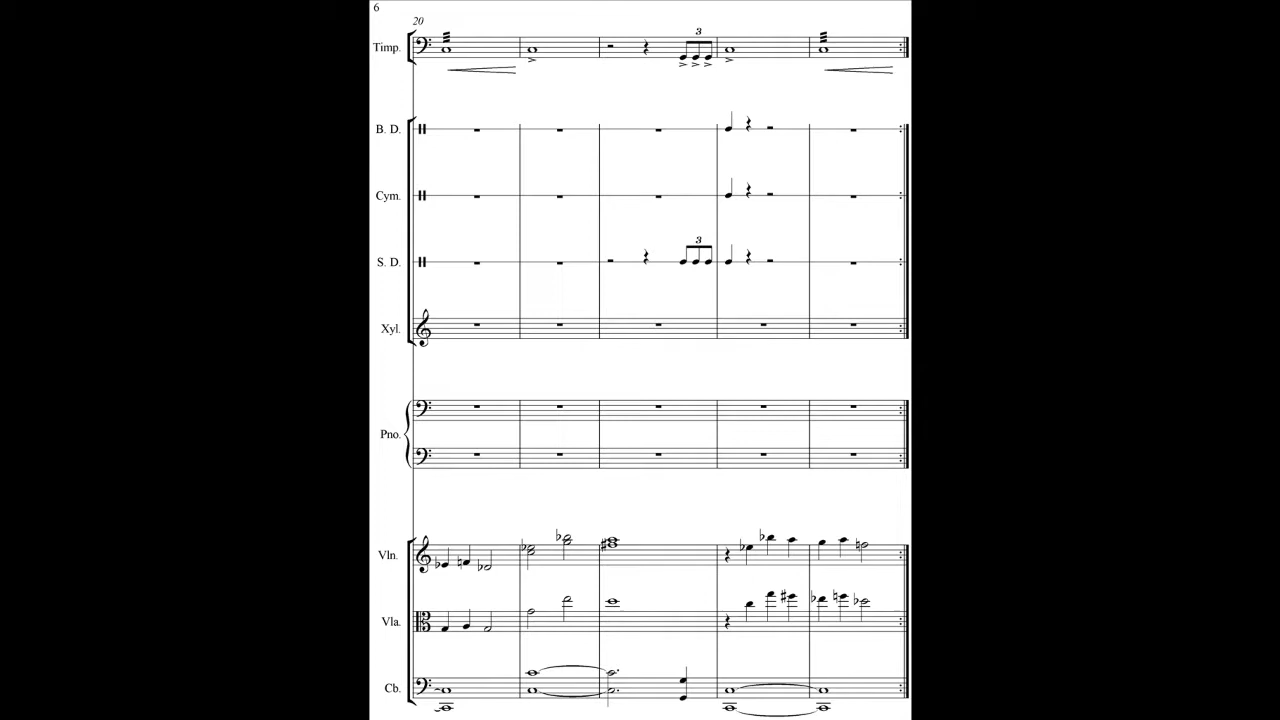 6
20
Timp.
3
B. D.
Cym.
3
S. D.
Xyl.
Pno.
Vln.
Vla.
Cb.